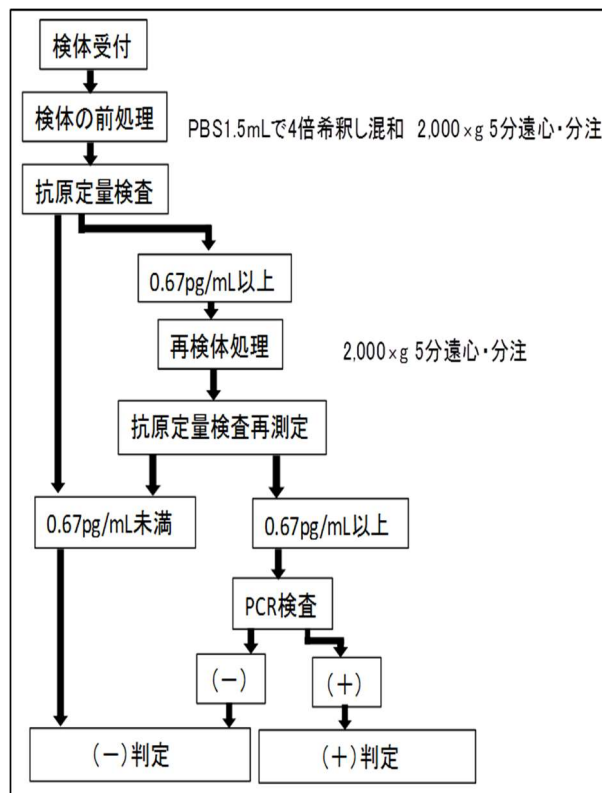 検体受付
検体の前処理
PBS1.5mLで4倍希釈し混和 2,000×g 5分遠心・分注
抗原定量検査
0.67pg/mL以上
再検体処理
2,000×g 5分遠心・分注
抗原定量検査再測定
0.67pg/mL未満
0.67pg/mL以上
PCR検査
（－）
（＋）
（－）判定
（＋）判定